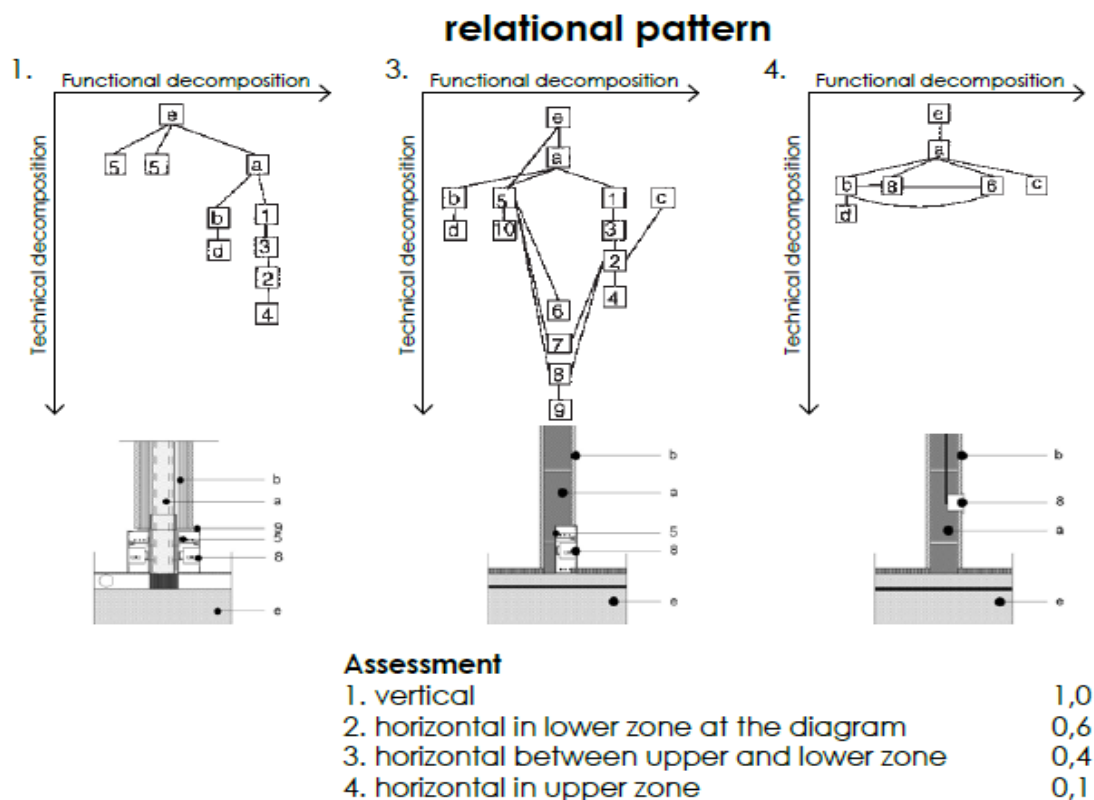 relational pattern
1.
Functional decomposition
Technical decomposition
e
5
5
a
b
1
d
3
2
4
3.
Functional decomposition
Technical decomposition
e
a
b
5
1
c
d
10
3
2
4
6
7
8
9
4.
Functional decomposition
Technical decomposition
e
a
b
8
6
c
d
b
a
9
5
8
e
b
a
5
8
e
b
8
a
e
Assessment
1. vertical 1,0
2. horizontal in lower zone at the diagram 0,6
3. horizontal between upper and lower zone 0,4
4. horizontal in upper zone 0,1